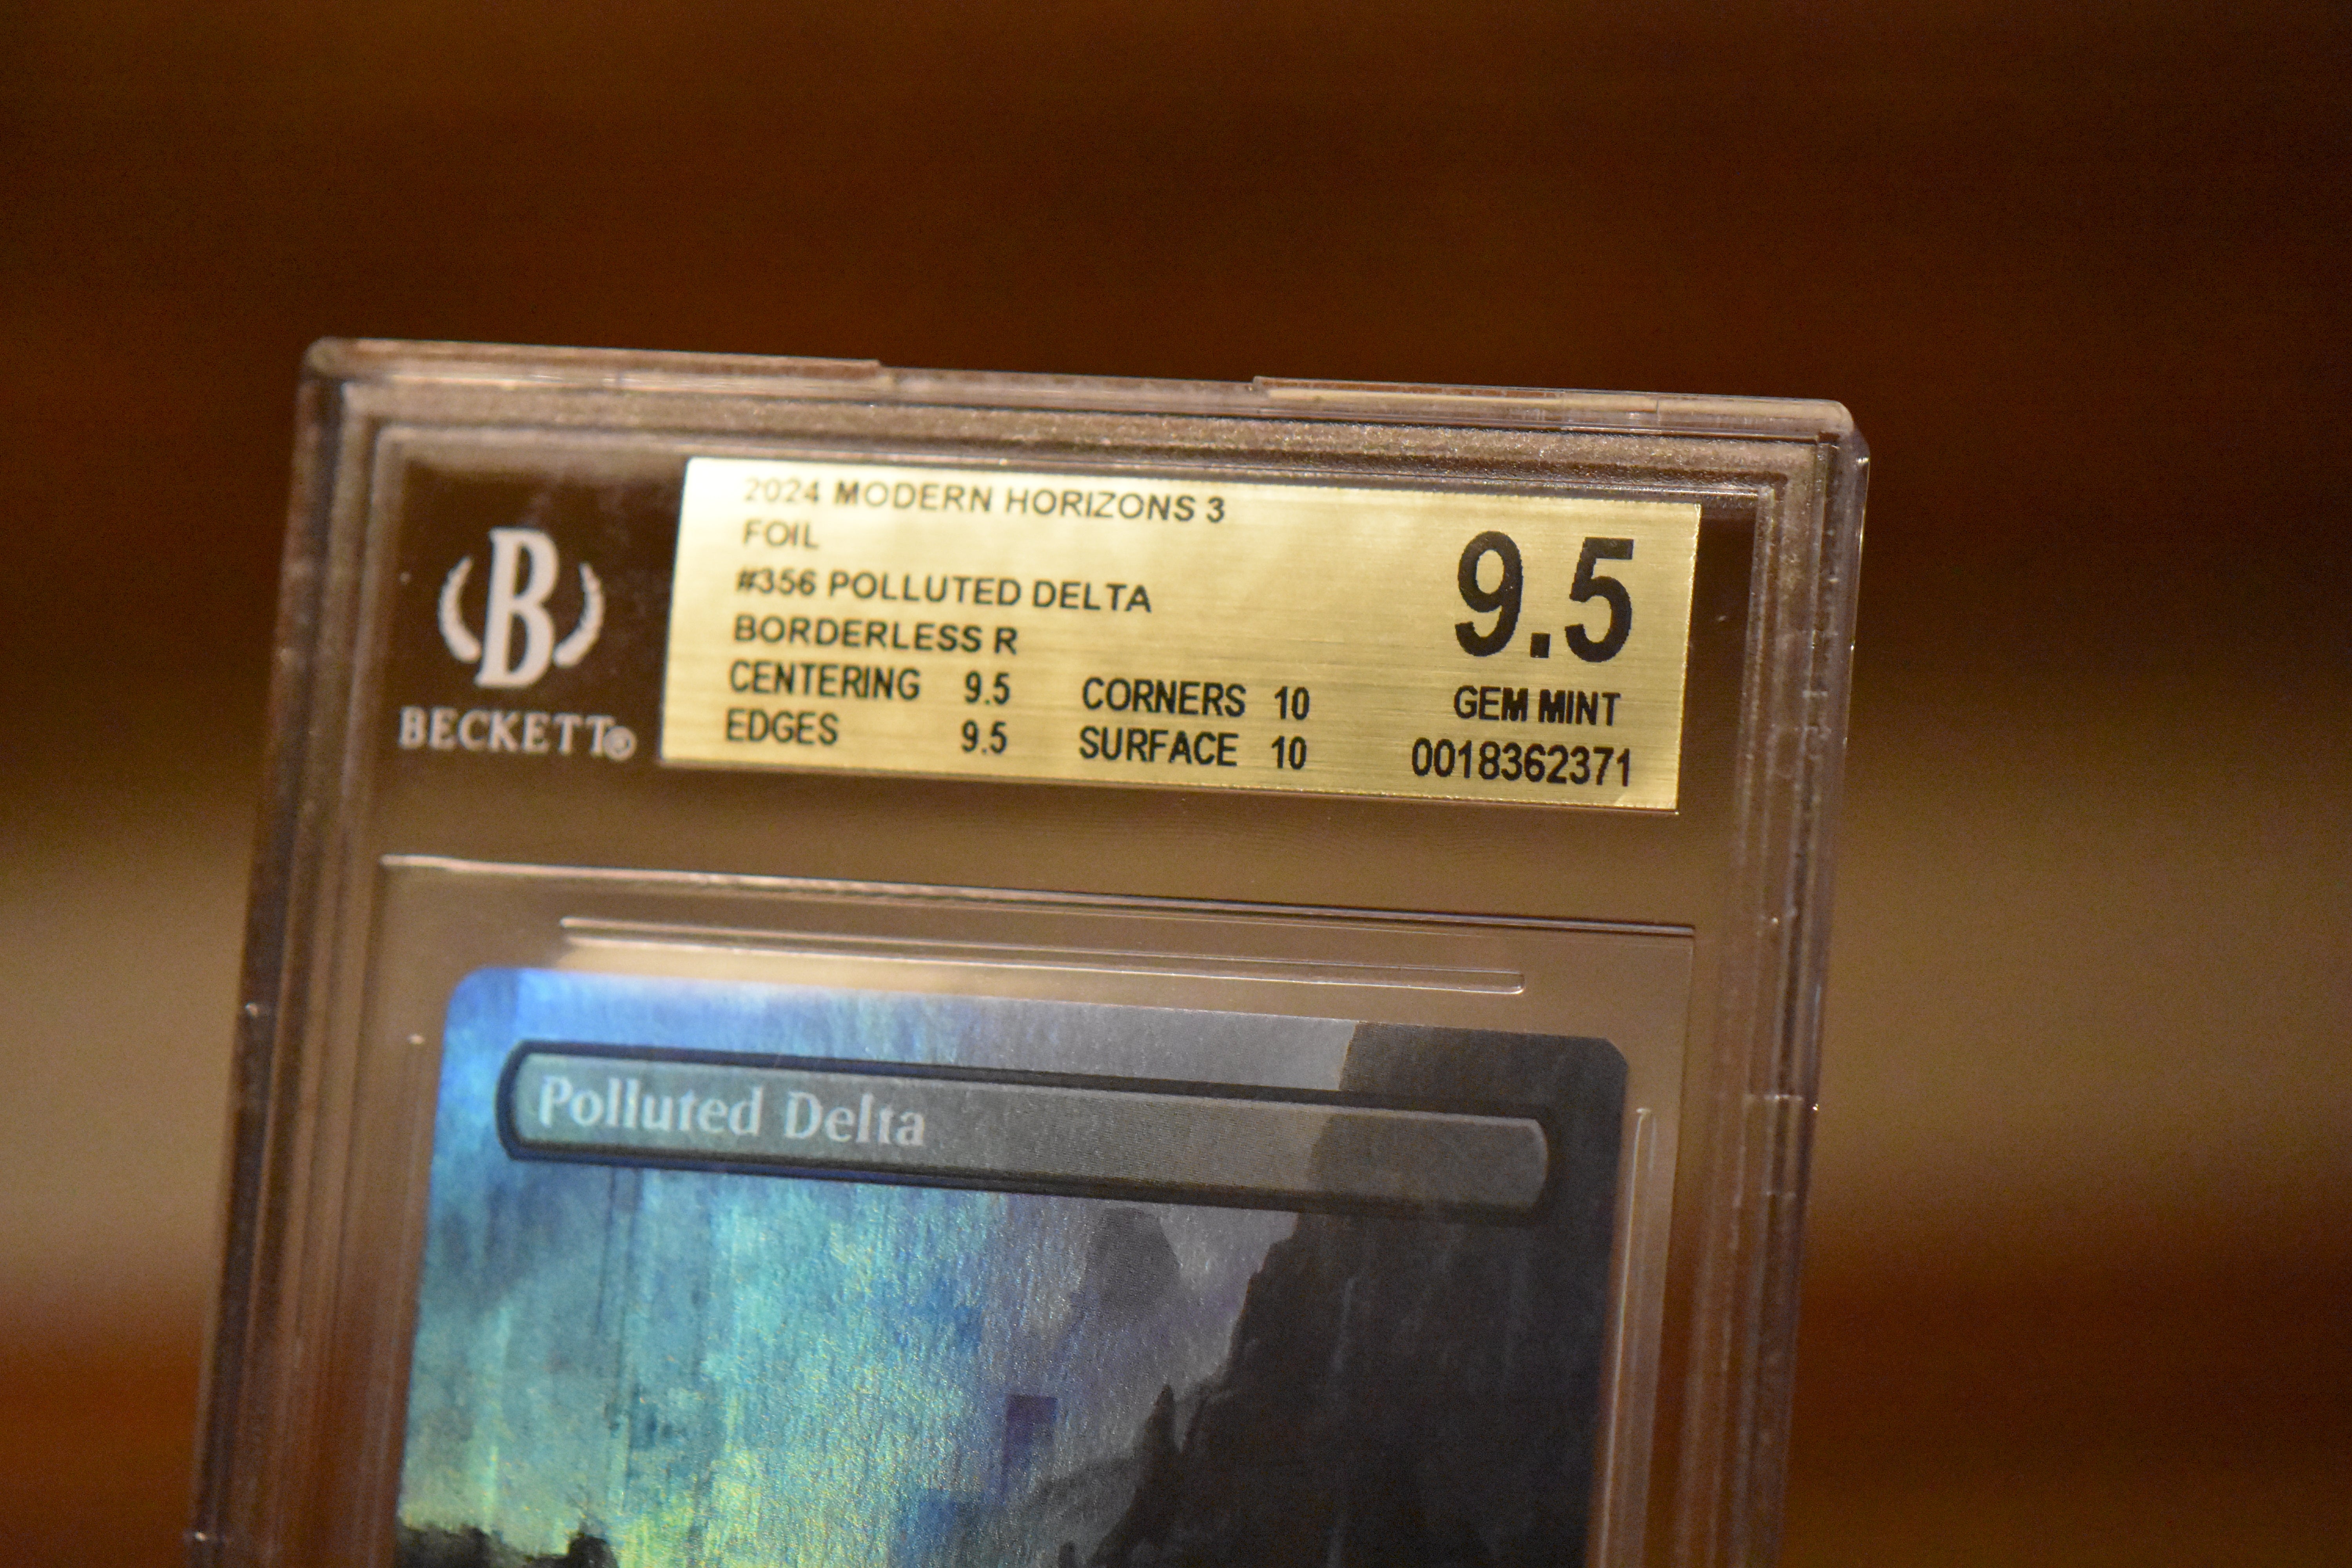 B
BECKETT®
2024 MODERN HORIZONS 3
FOIL
#356 POLLUTED DELTA
BORDERLESS R
CENTERING 9.5 CORNERS 10
EDGES 9.5 SURFACE 10
9.5
GEM MINT
0018362371
Polluted Delta